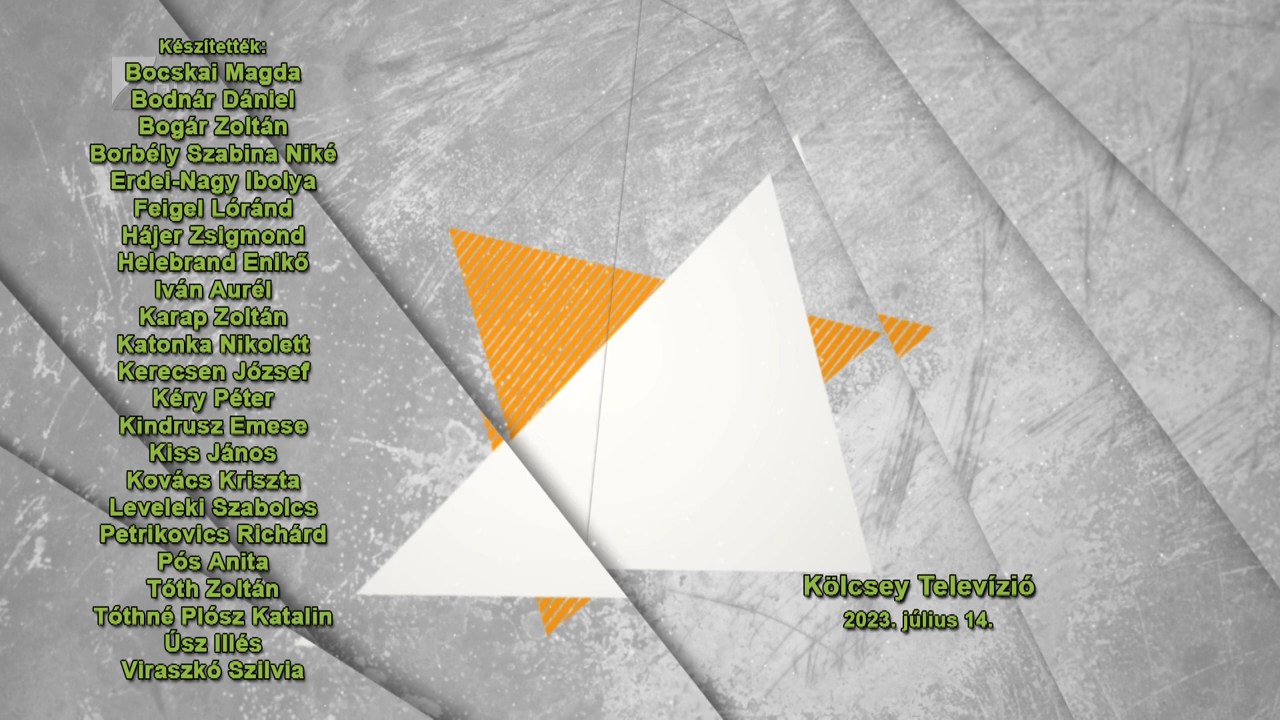 Készítették:
Bocskai Magda
Bodnár Dániel
Bogár Zoltán
Borbély Szabina Niké
Erdei-Nagy Ibolya
Feigel Lóránd
Hájer Zsigmond
Helebrand Enikő
Iván Aurél
Karap Zoltán
Katonka Nikolett
Kerecsen József
Kéry Péter
Kindrusz Emese
Kiss János
Kovács Kriszta
Leveleki Szabolcs
Petrikovics Richárd
Pós Anita
Tóth Zoltán
Tóthné Plósz Katalin
Úsz Illés
Viraszkó Szilvia
Kölcsey Televízió
2023. július 14.